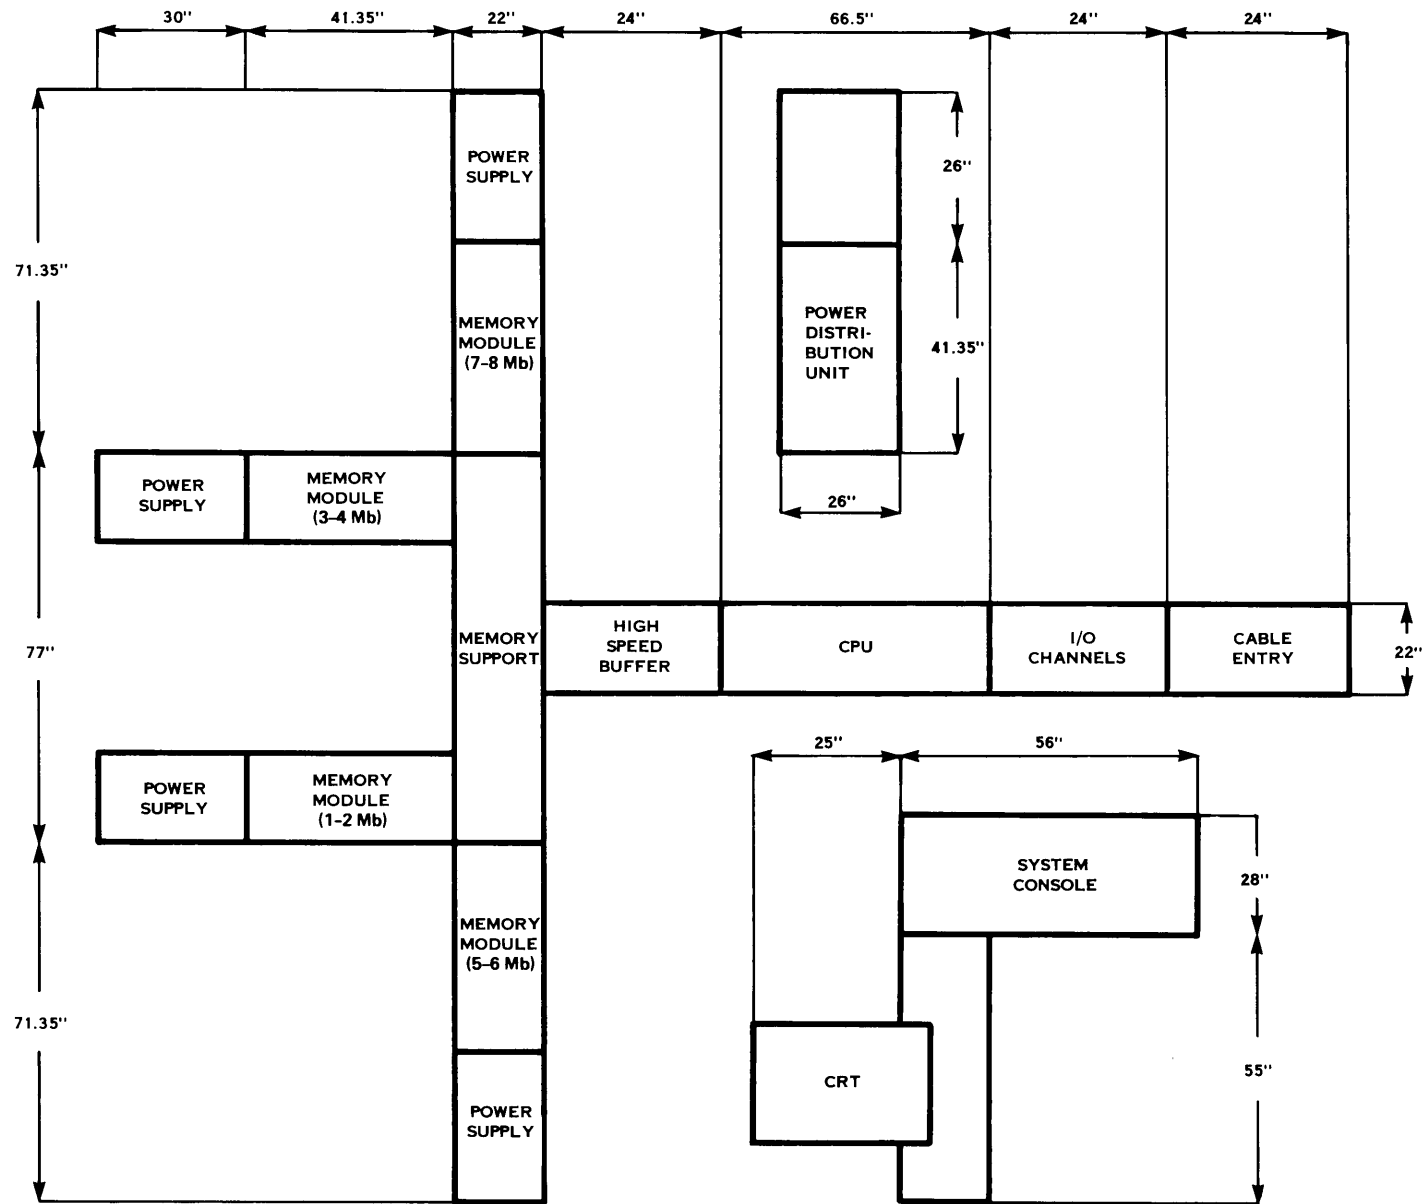 30"
41.35"
22"
24"
66.5"
24"
24"
POWER
SUPPLY
26"
71.35"
MEMORY
MODULE
(7-8 Mb)
POWER
DISTRI-
BUTION
UNIT
41.35"
POWER
SUPPLY
MEMORY
MODULE
(3-4 Mb)
26"
77"
MEMORY
SUPPORT
HIGH
SPEED
BUFFER
CPU
I/O
CHANNELS
CABLE
ENTRY
22"
25"
56"
POWER
SUPPLY
MEMORY
MODULE
(1-2 Mb)
SYSTEM
CONSOLE
28"
MEMORY
MODULE
(5-6 Mb)
71.35"
CRT
55"
POWER
SUPPLY